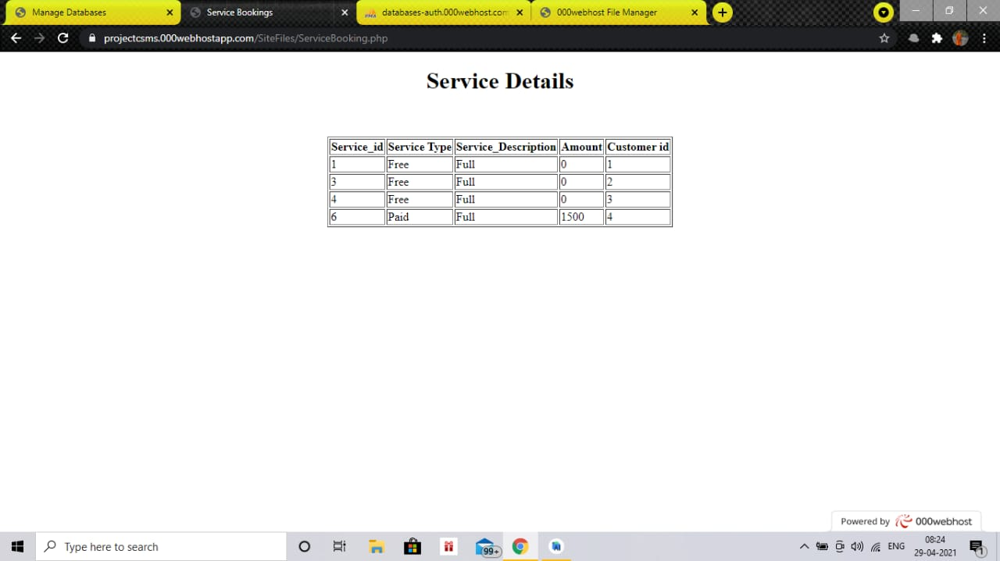 Manage Databases
Service Bookings
databases-auth.000webhost.com
000webhost File Manager
projectcsms.000webhostapp.com/SiteFiles/ServiceBooking.php
Service Details
Service_id Service Type Service_Description Amount Customer id
1 Free Full 0 1
3 Free Full 0 2
4 Free Full 0 3
6 Paid Full 1500 4
Powered by 000webhost
Type here to search
99+
ENG
08:24
29-04-2021
1